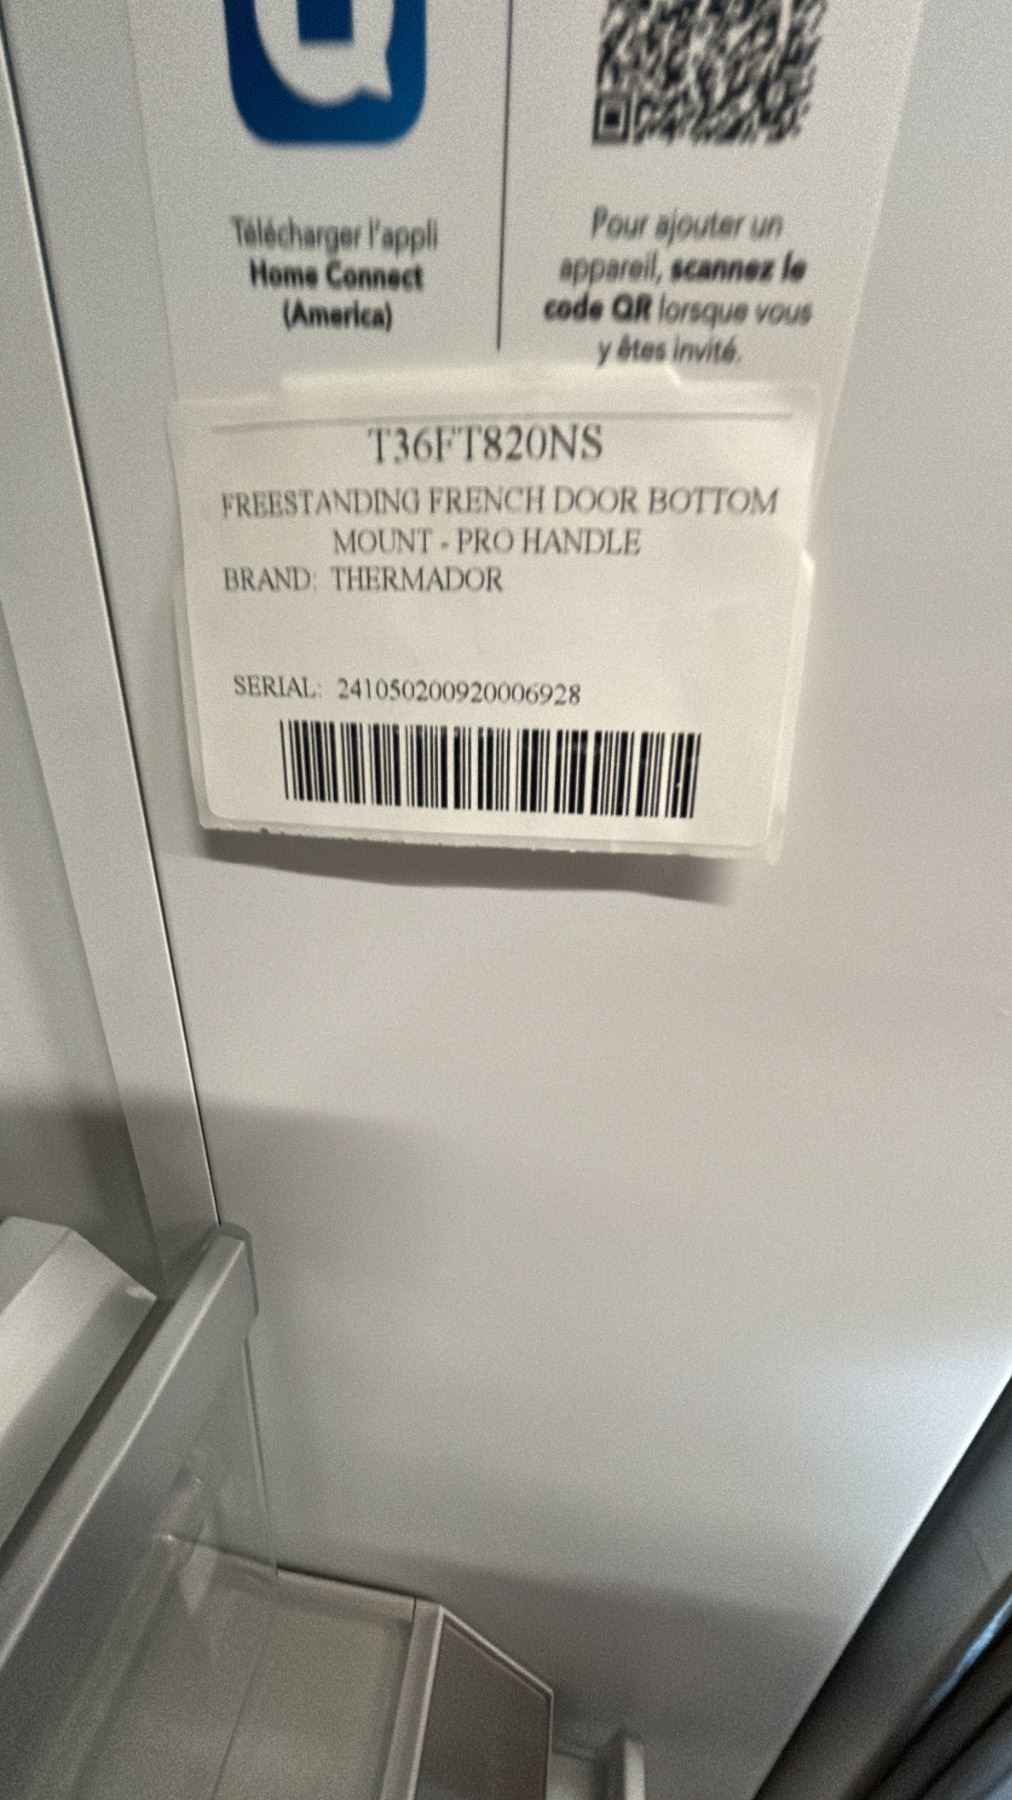 Télécharger l'appli
Home Connect
(America)
Pour ajouter un
appareil, scannez le
code QR lorsque vous
y êtes invité.
T36FT820NS
FREESTANDING FRENCH DOOR BOTTOM
MOUNT - PRO HANDLE
BRAND: THERMADOR
SERIAL: 241050200920006928